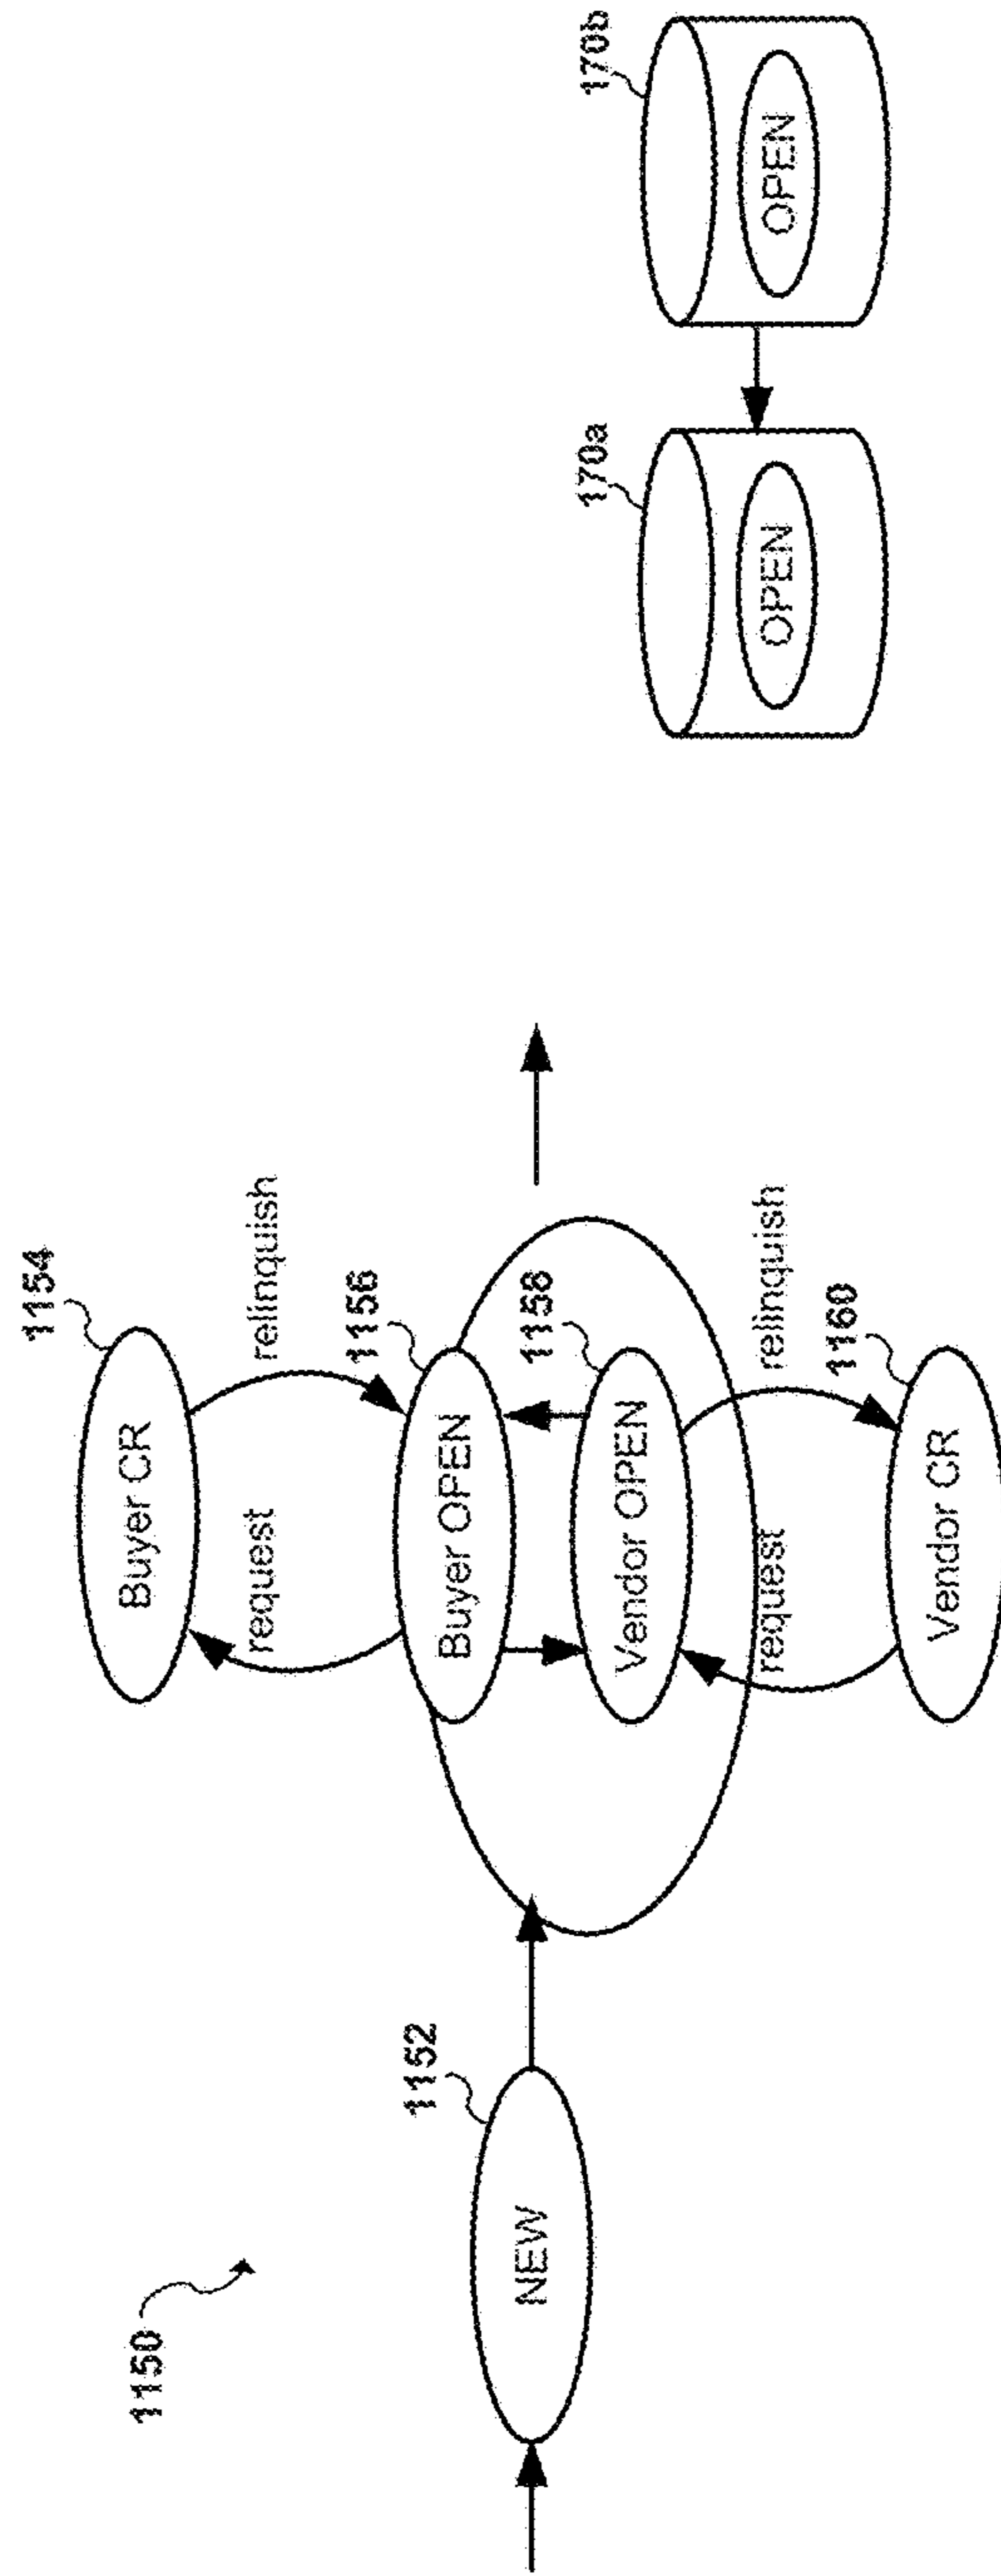 1150
1154
Buyer CR
request
relinquish
1152
NEW
1156
Buyer OPEN
1158
Vendor OPEN
request
relinquish
1160
Vendor CR
170a
OPEN
170b
OPEN